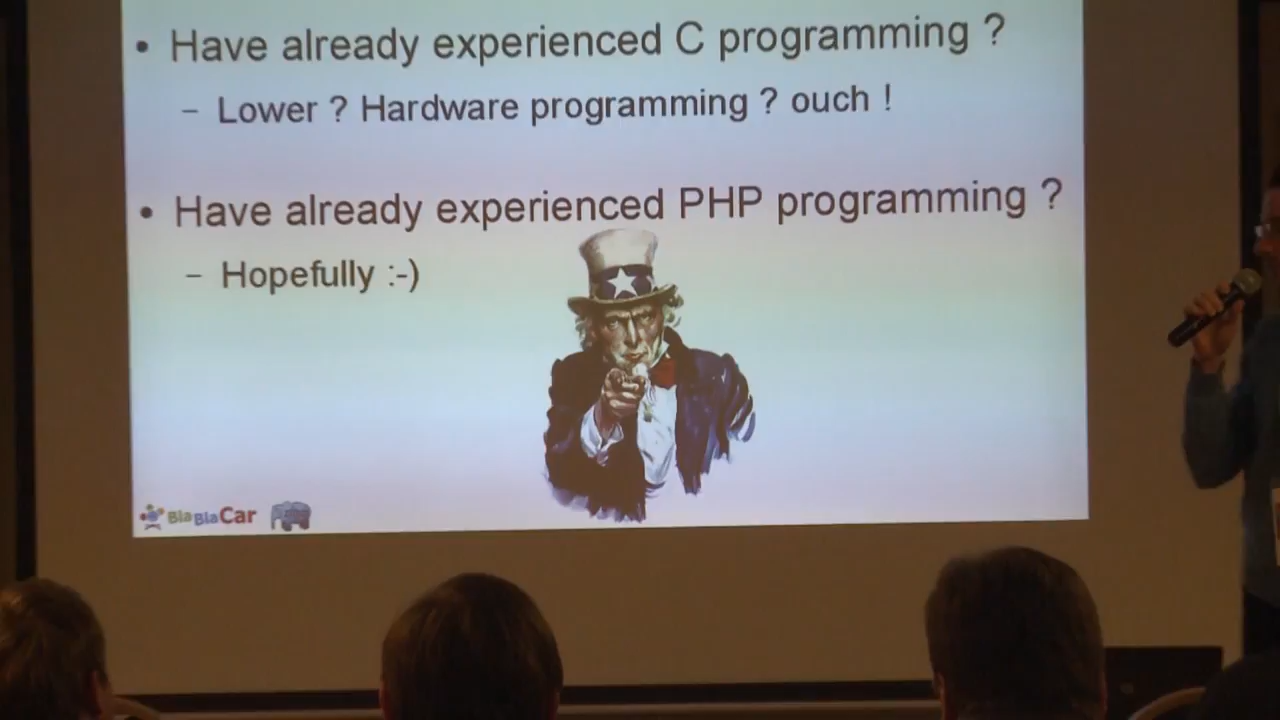 • Have already experienced C programming ?
– Lower ? Hardware programming ? ouch !
• Have already experienced PHP programming ?
– Hopefully :-)
BlaBlaCar